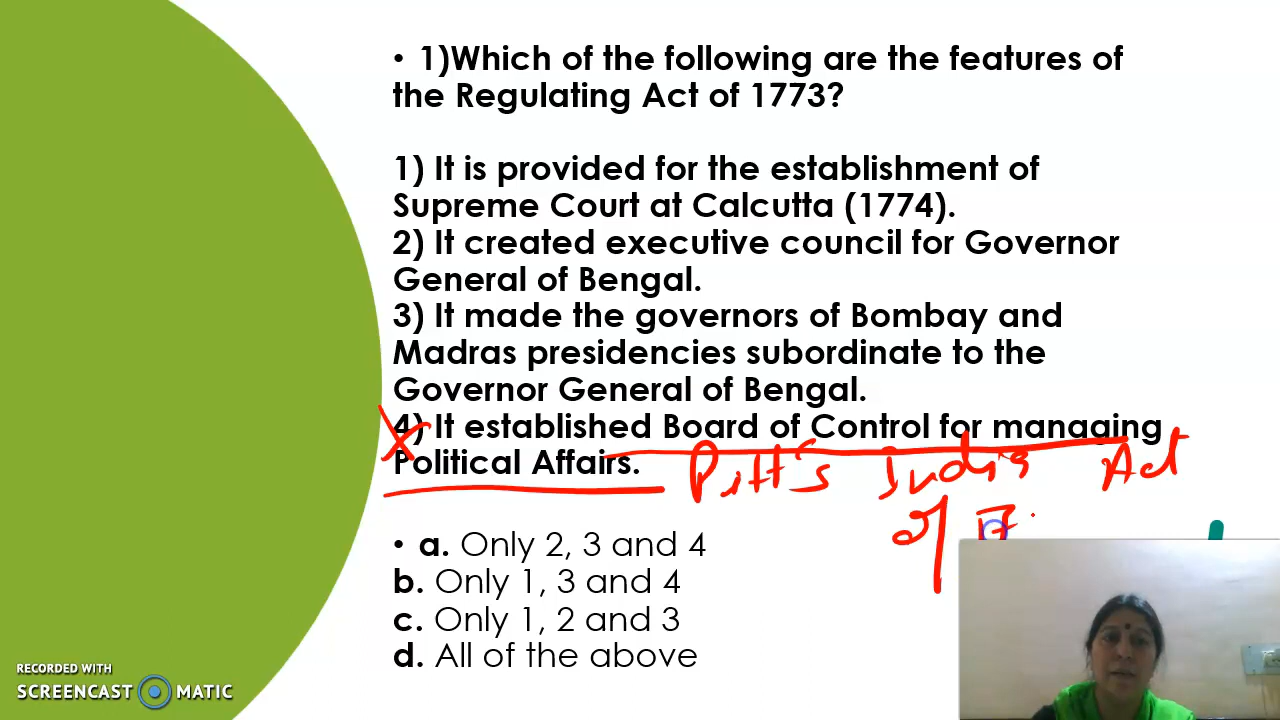 • 1)Which of the following are the features of
the Regulating Act of 1773?
1) It is provided for the establishment of
Supreme Court at Calcutta (1774).
2) It created executive council for Governor
General of Bengal.
3) It made the governors of Bombay and
Madras presidencies subordinate to the
Governor General of Bengal.
4) It established Board of Control for managing
Political Affairs.
Pitt's India Act
of 17
• a. Only 2, 3 and 4
b. Only 1, 3 and 4
c. Only 1, 2 and 3
d. All of the above
RECORDED WITH
SCREENCAST MATIC